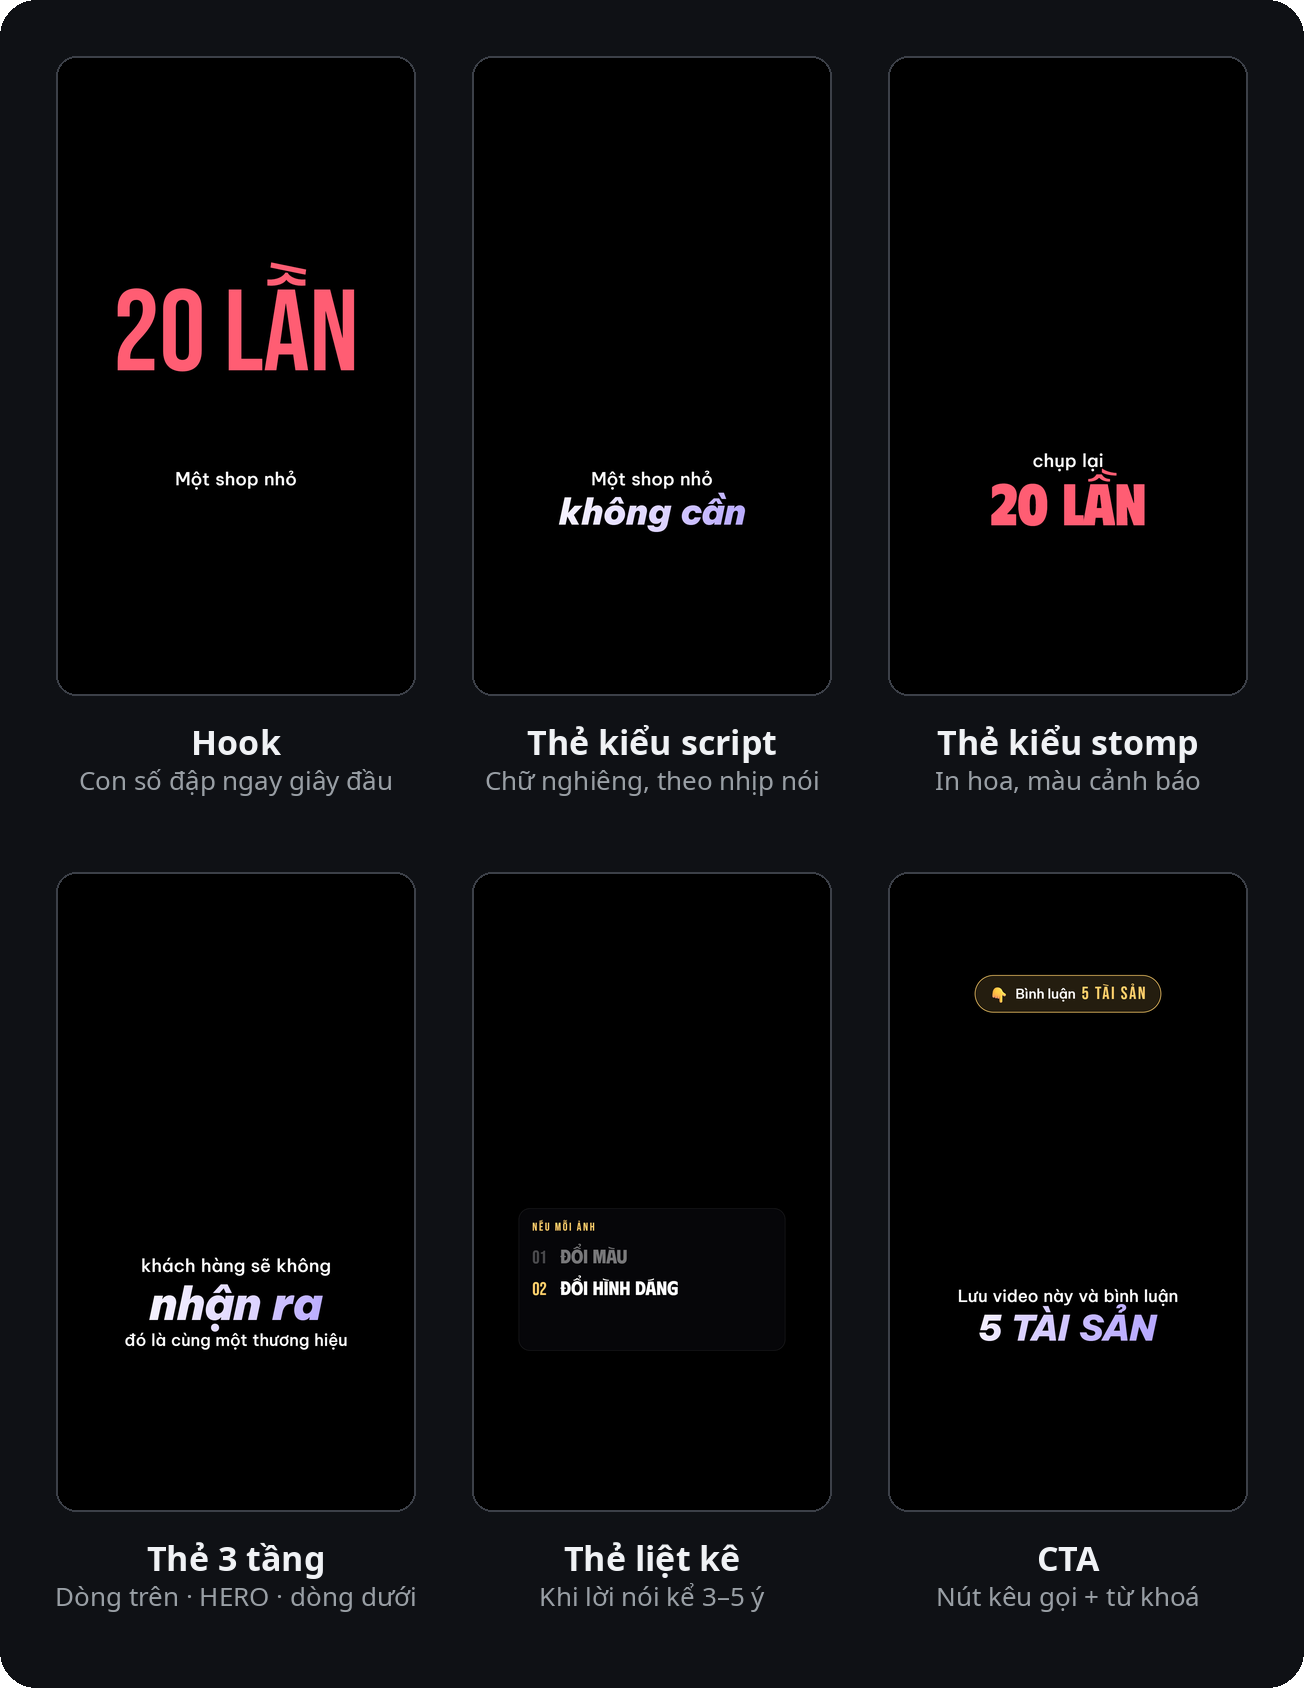 20 LẦN
Một shop nhỏ
Hook
Con số đập ngay giây đầu
Một shop nhỏ
không cần
Thẻ kiểu script
Chữ nghiêng, theo nhịp nói
chụp lại
20 LẦN
Thẻ kiểu stomp
In hoa, màu cảnh báo
khách hàng sẽ không
nhận ra
đó là cùng một thương hiệu
Thẻ 3 tầng
Dòng trên · HERO · dòng dưới
NẾU MỖI ẢNH
01 ĐỔI MÀU
02 ĐỔI HÌNH DÁNG
Thẻ liệt kê
Khi lời nói kể 3–5 ý
👇 Bình luận 5 TÀI SẢN
Lưu video này và bình luận
5 TÀI SẢN
CTA
Nút kêu gọi + từ khoá